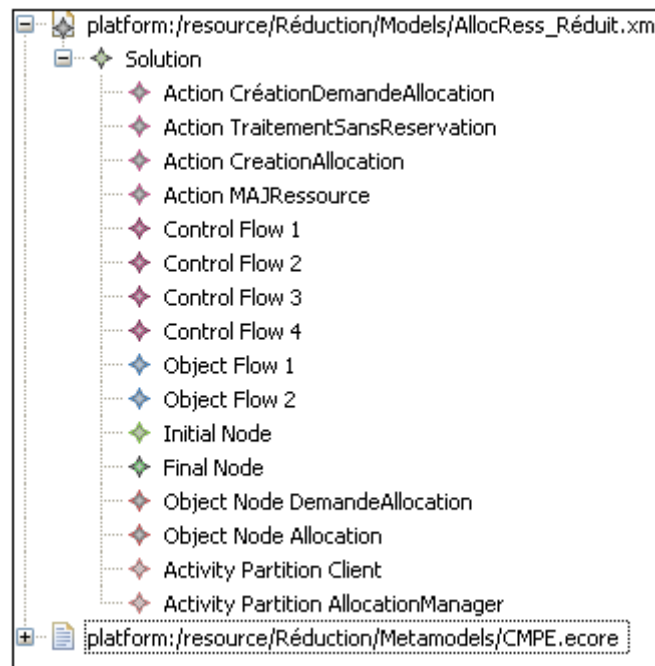 platform:/resource/Réduction/Models/AllocRess_Réduit.xm
Solution
Action CréationDemandeAllocation
Action TraitementSansReservation
Action CreationAllocation
Action MAJRessource
Control Flow 1
Control Flow 2
Control Flow 3
Control Flow 4
Object Flow 1
Object Flow 2
Initial Node
Final Node
Object Node DemandeAllocation
Object Node Allocation
Activity Partition Client
Activity Partition AllocationManager
platform:/resource/Réduction/Metamodels/CMPE.ecore